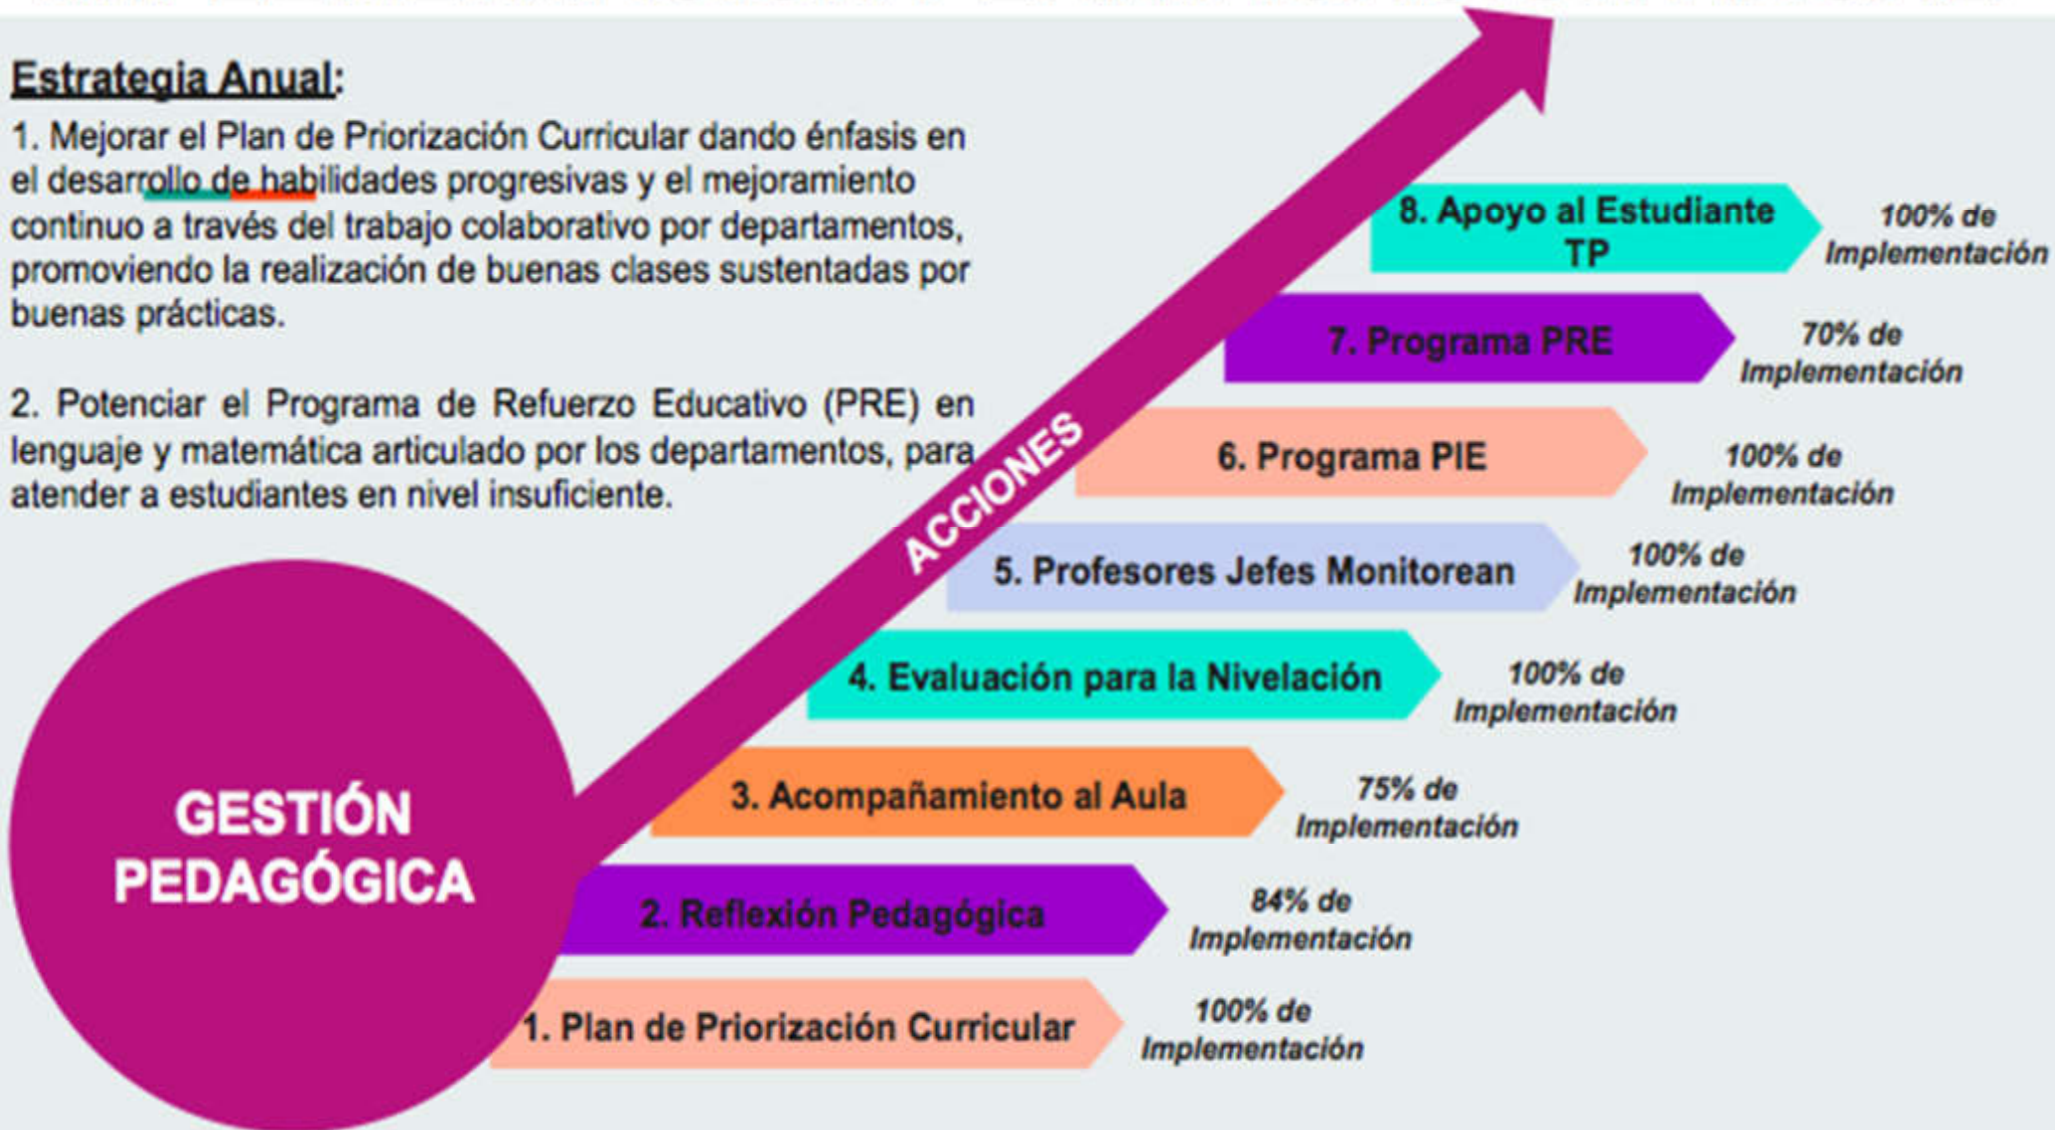 Estrategia Anual:
1. Mejorar el Plan de Priorización Curricular dando énfasis en
el desarrollo de habilidades progresivas y el mejoramiento
continuo a través del trabajo colaborativo por departamentos,
promoviendo la realización de buenas clases sustentadas por
buenas prácticas.
2. Potenciar el Programa de Refuerzo Educativo (PRE) en
lenguaje y matemática articulado por los departamentos, para
atender a estudiantes en nivel insuficiente.
GESTIÓN
PEDAGÓGICA
ACCIONES
8. Apoyo al Estudiante
TP
100% de
Implementación
7. Programa PRE
70% de
Implementación
6. Programa PIE
100% de
Implementación
5. Profesores Jefes Monitorean
100% de
Implementación
4. Evaluación para la Nivelación
100% de
Implementación
3. Acompañamiento al Aula
75% de
Implementación
2. Reflexión Pedagógica
84% de
Implementación
1. Plan de Priorización Curricular
100% de
Implementación